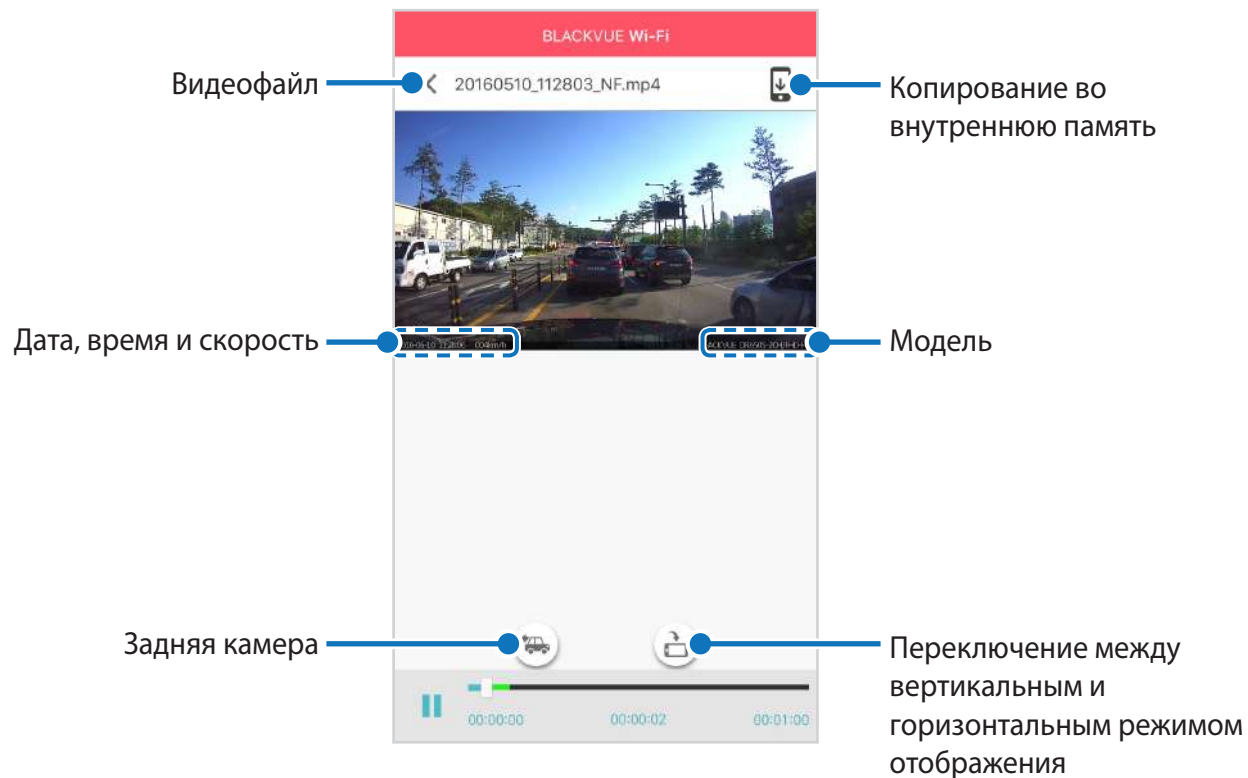 BLACKVUE Wi-Fi
Видеофайл
20160510_112803_NF.mp4
Копирование во
внутреннюю память
Дата, время и скорость
004km/h
Модель
Задняя камера
Переключение между
вертикальным и
горизонтальным режимом
отображения
00:00:00
00:00:02
00:01:00